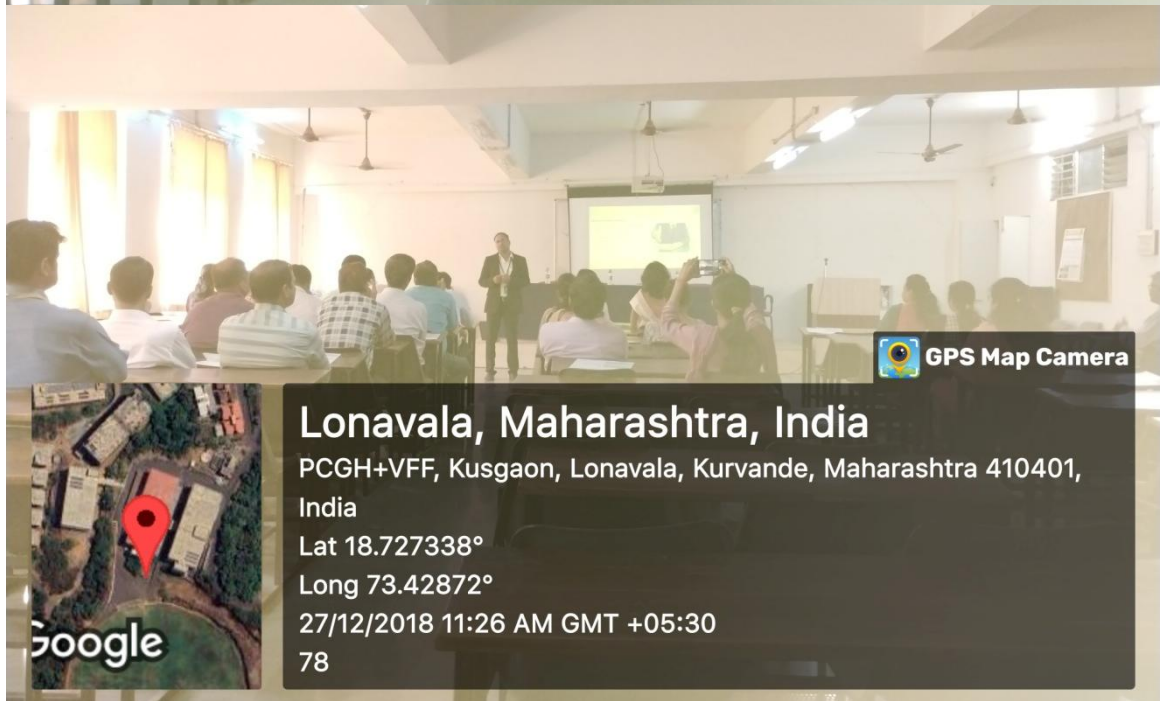 GPS Map Camera
Lonavala, Maharashtra, India
PCGH+VFF, Kusgaon, Lonavala, Kurvande, Maharashtra 410401,
India
Lat 18.727338°
Long 73.42872°
27/12/2018 11:26 AM GMT +05:30
78
Google